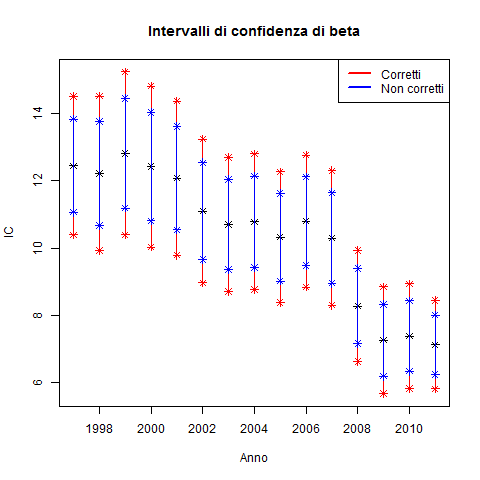 Intervalli di confidenza di beta
Corretti
Non corretti
IC
14
12
10
8
6
1998 2000 2002 2004 2006 2008 2010
Anno